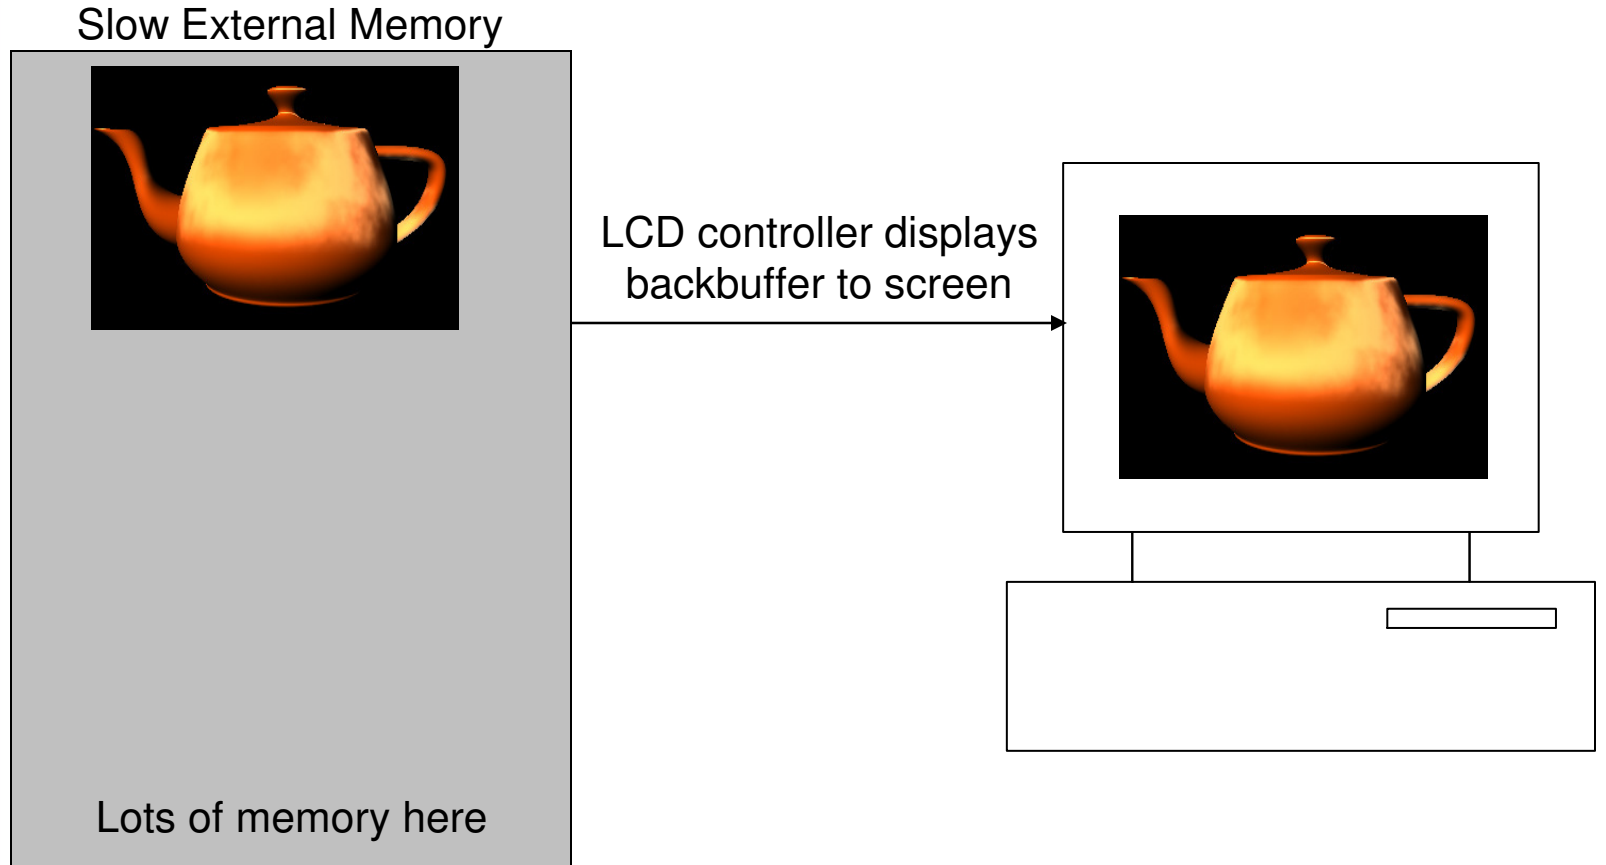 Slow External Memory
LCD controller displays
backbuffer to screen
Lots of memory here